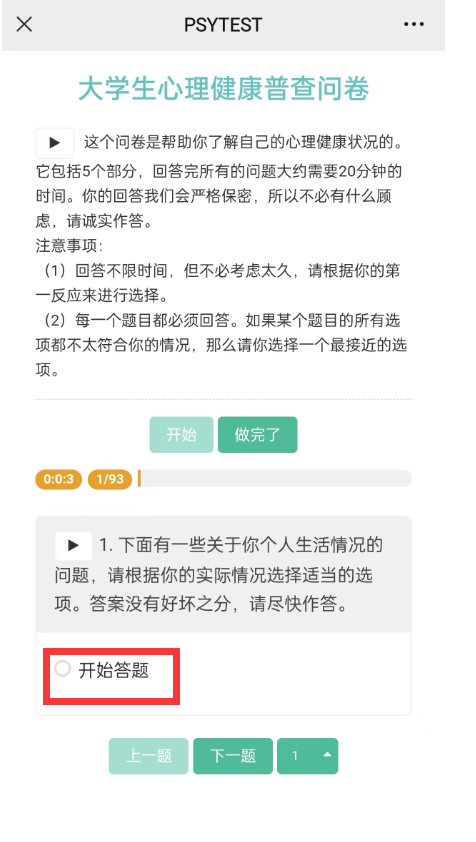 PSYTEST
大学生心理健康普查问卷
这个问卷是帮助你了解自己的心理健康状况的。
它包括5个部分，回答完所有的问题大约需要20分钟的
时间。你的回答我们会严格保密，所以不必有什么顾
虑，请诚实作答。
注意事项：
（1）回答不限时间，但不必考虑太久，请根据你的第
一反应来进行选择。
（2）每一个题目都必须回答。如果某个题目的所有选
项都不太符合你的情况，那么请你选择一个最接近的选
项。
开始 做完了
0:0:3 1/93
1. 下面有一些关于你个人生活情况的
问题，请根据你的实际情况选择适当的选
项。答案没有好坏之分，请尽快作答。
开始答题
上一题 下一题 1